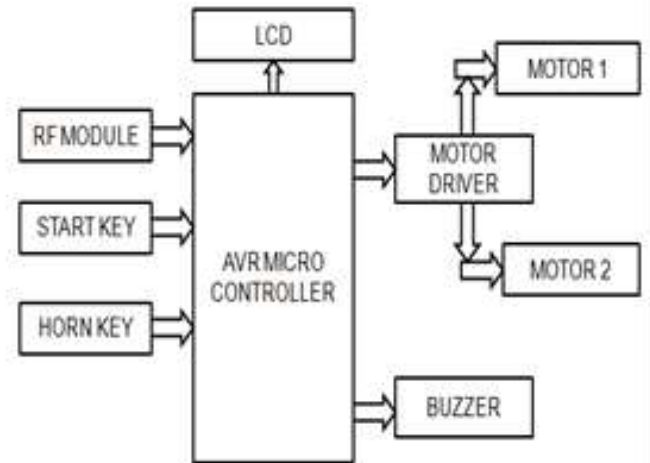 LCD
MOTOR 1
RF MODULE
MOTOR
DRIVER
START KEY
AVR MICRO
CONTROLLER
MOTOR 2
HORN KEY
BUZZER